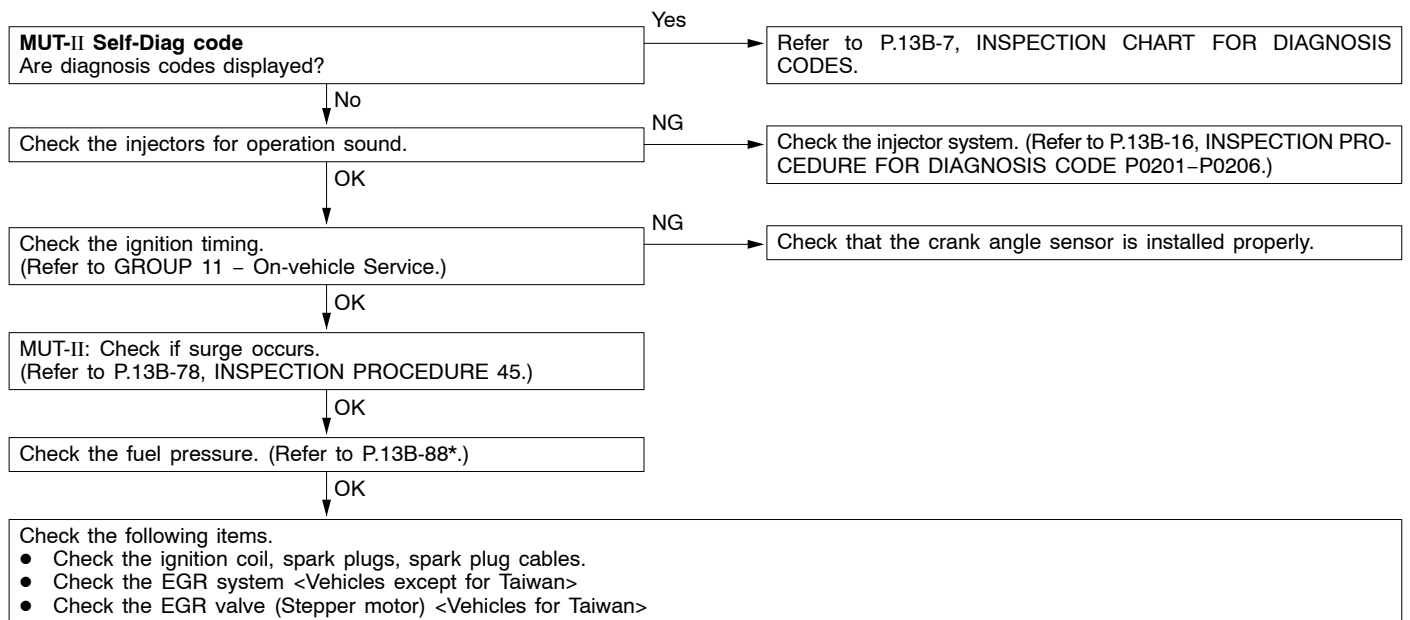 Yes
MUT-II Self-Diag code
Are diagnosis codes displayed?
Refer to P.13B-7, INSPECTION CHART FOR DIAGNOSIS
CODES.
No
Check the injectors for operation sound.
NG
Check the injector system. (Refer to P.13B-16, INSPECTION PRO-
CEDURE FOR DIAGNOSIS CODE P0201–P0206.)
OK
Check the ignition timing.
(Refer to GROUP 11 – On-vehicle Service.)
NG
Check that the crank angle sensor is installed properly.
OK
MUT-II: Check if surge occurs.
(Refer to P.13B-78, INSPECTION PROCEDURE 45.)
OK
Check the fuel pressure. (Refer to P.13B-88*.)
OK
Check the following items.
● Check the ignition coil, spark plugs, spark plug cables.
● Check the EGR system <Vehicles except for Taiwan>
● Check the EGR valve (Stepper motor) <Vehicles for Taiwan>